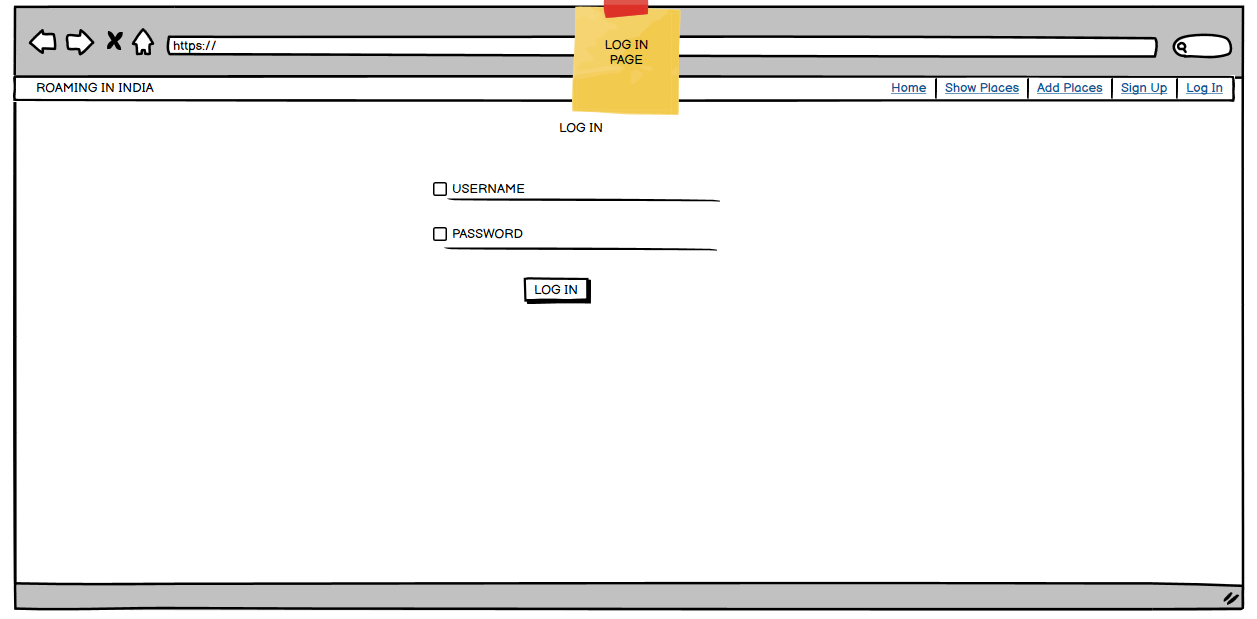 LOG IN
PAGE
https://
ROAMING IN INDIA
Home
Show Places
Add Places
Sign Up
Log In
LOG IN
USERNAME
PASSWORD
LOG IN